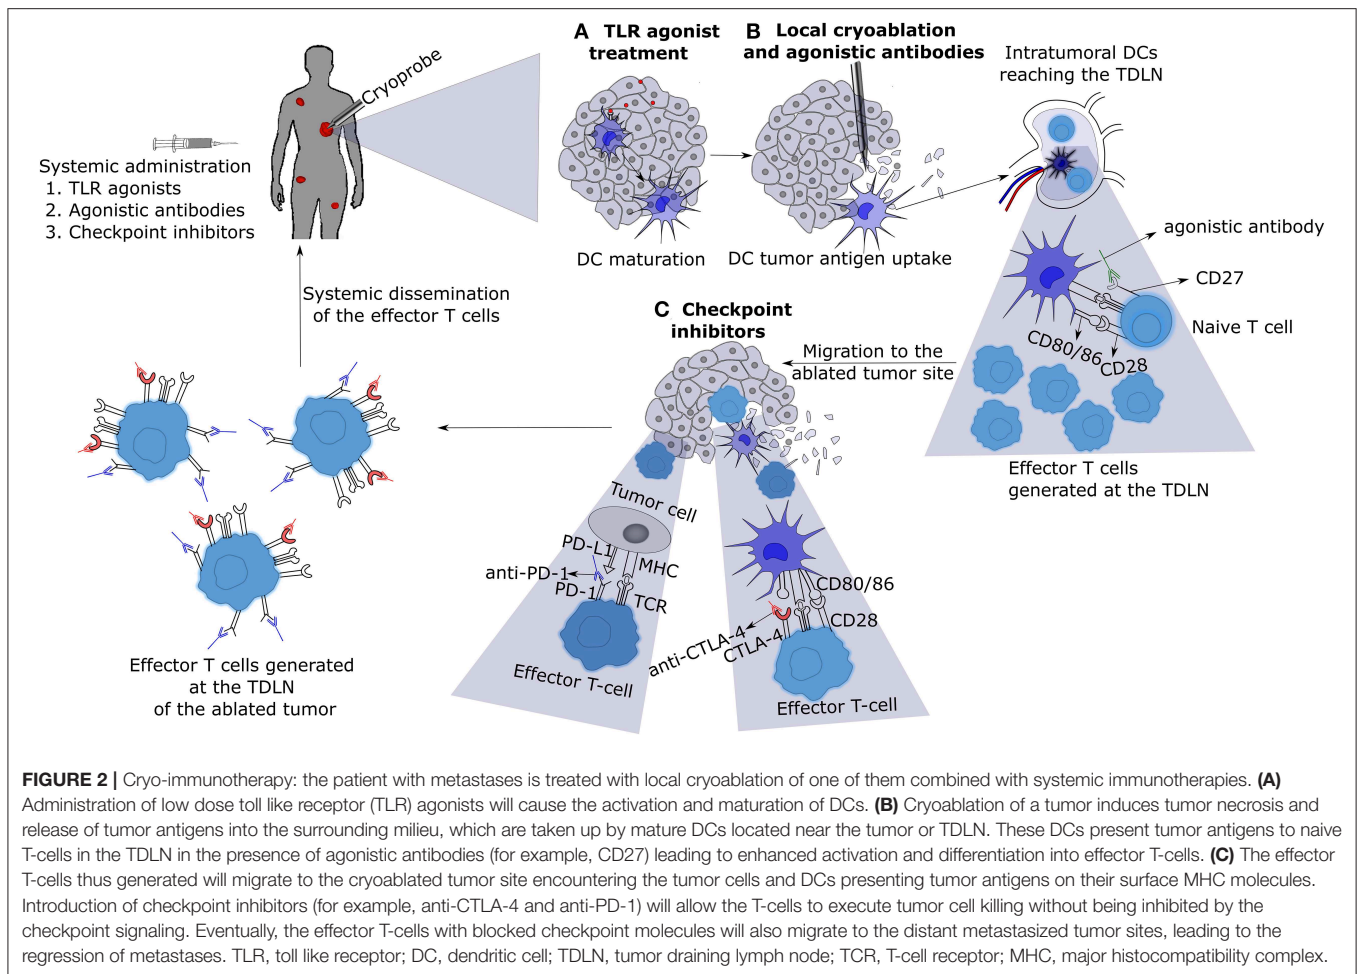 A TLR agonist
treatment
B Local cryoablation
and agonistic antibodies
Intratumoral DCs
reaching the TDLN
Cryoprobe
Systemic administration
1. TLR agonists
2. Agonistic antibodies
3. Checkpoint inhibitors
DC maturation
DC tumor antigen uptake
agonistic antibody
CD27
Naive T cell
CD80/86
CD28
Systemic dissemination
of the effector T cells
C Checkpoint
inhibitors
Migration to the
ablated tumor site
Effector T cells
generated at the TDLN
Tumor cell
PD-L1
MHC
anti-PD-1
PD-1
TCR
Effector T-cell
CD80/86
CD28
anti-CTLA-4
CTLA-4
Effector T-cell
Effector T cells generated
at the TDLN
of the ablated tumor
FIGURE 2 | Cryo-immunotherapy: the patient with metastases is treated with local cryoablation of one of them combined with systemic immunotherapies. (A)
Administration of low dose toll like receptor (TLR) agonists will cause the activation and maturation of DCs. (B) Cryoablation of a tumor induces tumor necrosis and
release of tumor antigens into the surrounding milieu, which are taken up by mature DCs located near the tumor or TDLN. These DCs present tumor antigens to naive
T-cells in the TDLN in the presence of agonistic antibodies (for example, CD27) leading to enhanced activation and differentiation into effector T-cells. (C) The effector
T-cells thus generated will migrate to the cryoablated tumor site encountering the tumor cells and DCs presenting tumor antigens on their surface MHC molecules.
Introduction of checkpoint inhibitors (for example, anti-CTLA-4 and anti-PD-1) will allow the T-cells to execute tumor cell killing without being inhibited by the
checkpoint signaling. Eventually, the effector T-cells with blocked checkpoint molecules will also migrate to the distant metastasized tumor sites, leading to the
regression of metastases. TLR, toll like receptor; DC, dendritic cell; TDLN, tumor draining lymph node; TCR, T-cell receptor; MHC, major histocompatibility complex.